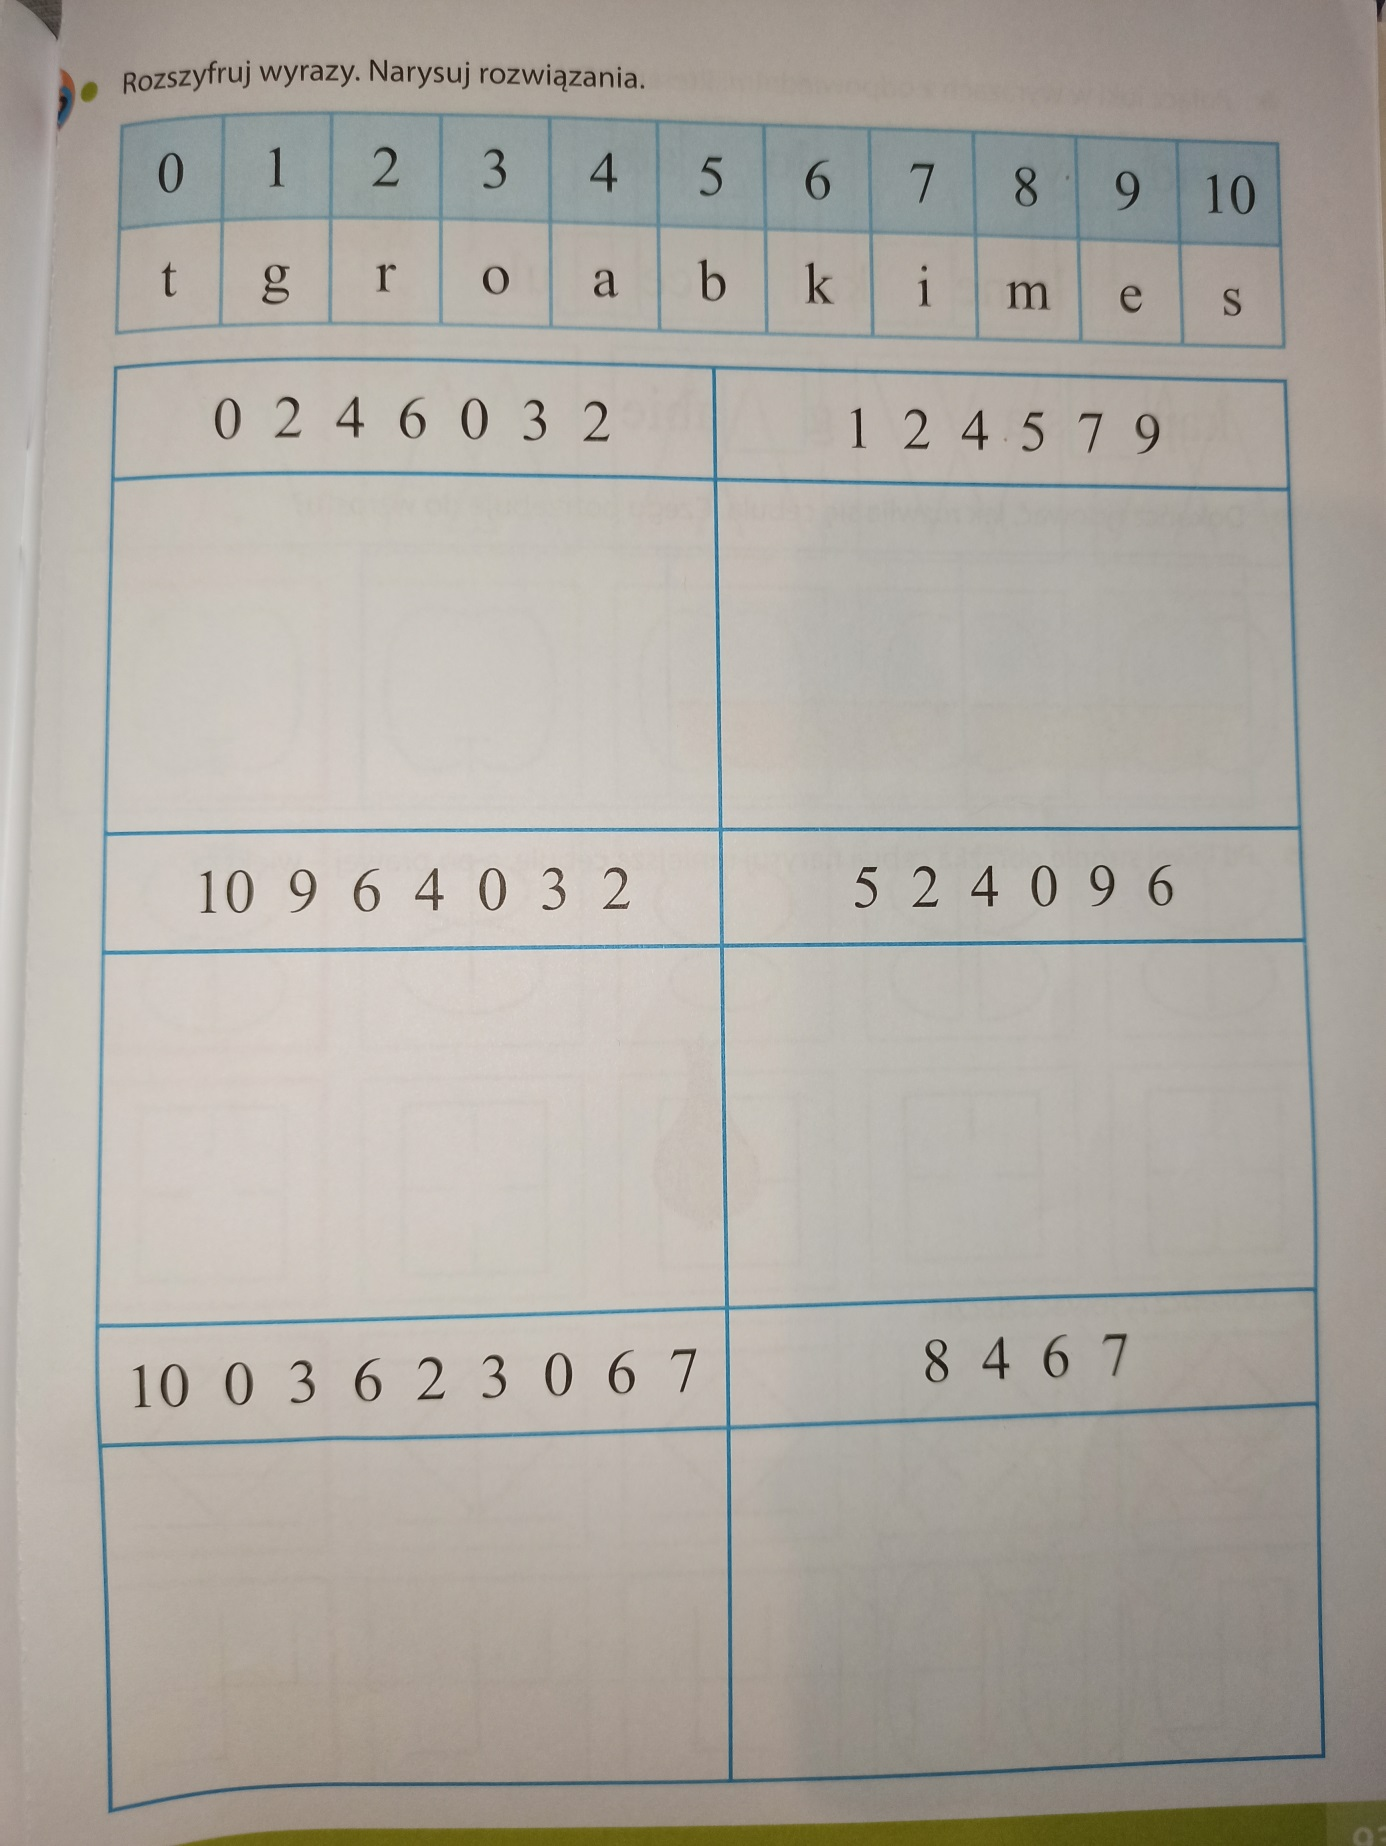 Rozszyfruj wyrazy. Narysuj rozwiązania.
0 1 2 3 4 5 6 7 8 9 10
t g r o a b k i m e s
0 2 4 6 0 3 2
1 2 4 5 7 9
10 9 6 4 0 3 2
5 2 4 0 9 6
10 0 3 6 2 3 0 6 7
8 4 6 7